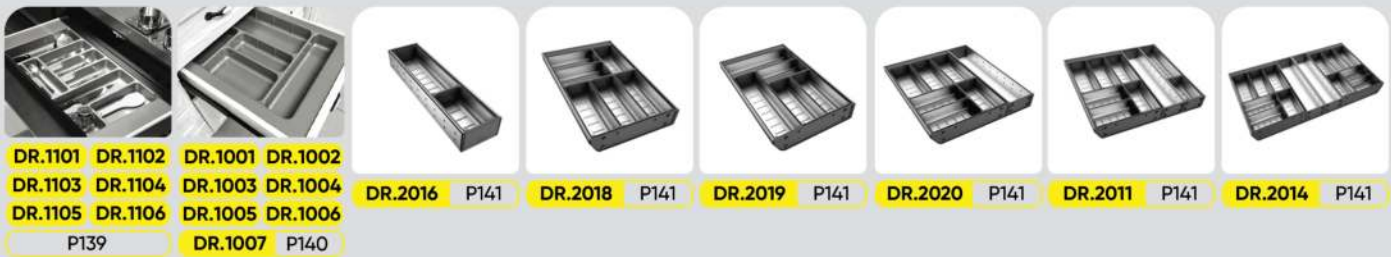 DR.1101 DR.1102
DR.1103 DR.1104
DR.1105 DR.1106
P139
DR.1001 DR.1002
DR.1003 DR.1004
DR.1005 DR.1006
DR.1007 P140
DR.2016 P141
DR.2018 P141
DR.2019 P141
DR.2020 P141
DR.2011 P141
DR.2014 P141